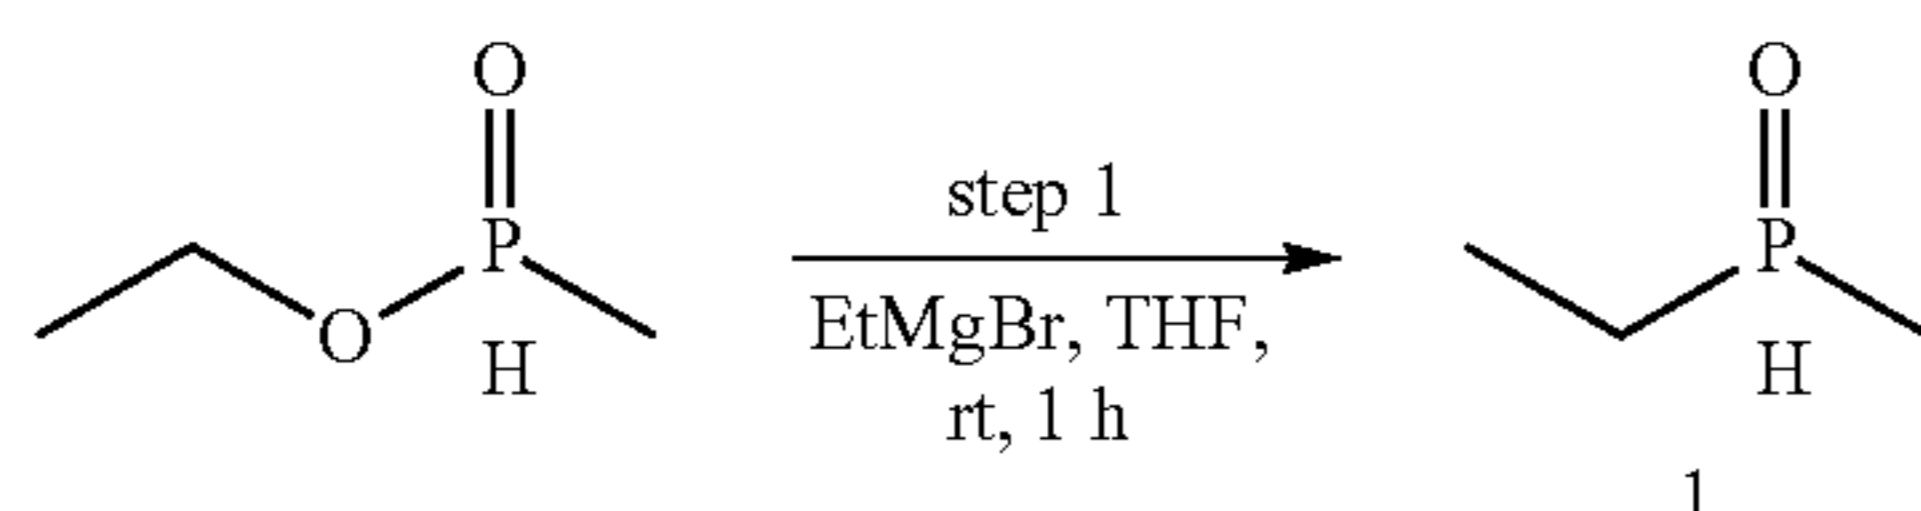 O
P
O
H
step 1
EtMgBr, THF,
rt, 1 h
O
P
H
1